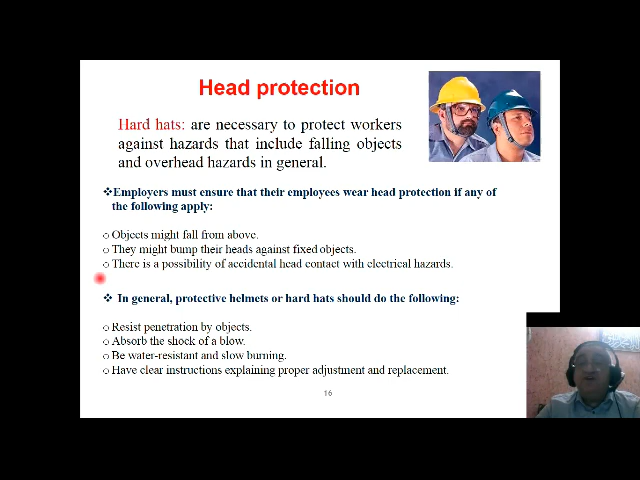 Head protection
Hard hats: are necessary to protect workers
against hazards that include falling objects
and overhead hazards in general.
❖Employers must ensure that their employees wear head protection if any of
the following apply:
o Objects might fall from above.
o They might bump their heads against fixed objects.
o There is a possibility of accidental head contact with electrical hazards.
❖ In general, protective helmets or hard hats should do the following:
o Resist penetration by objects.
o Absorb the shock of a blow.
o Be water-resistant and slow burning.
o Have clear instructions explaining proper adjustment and replacement.
16